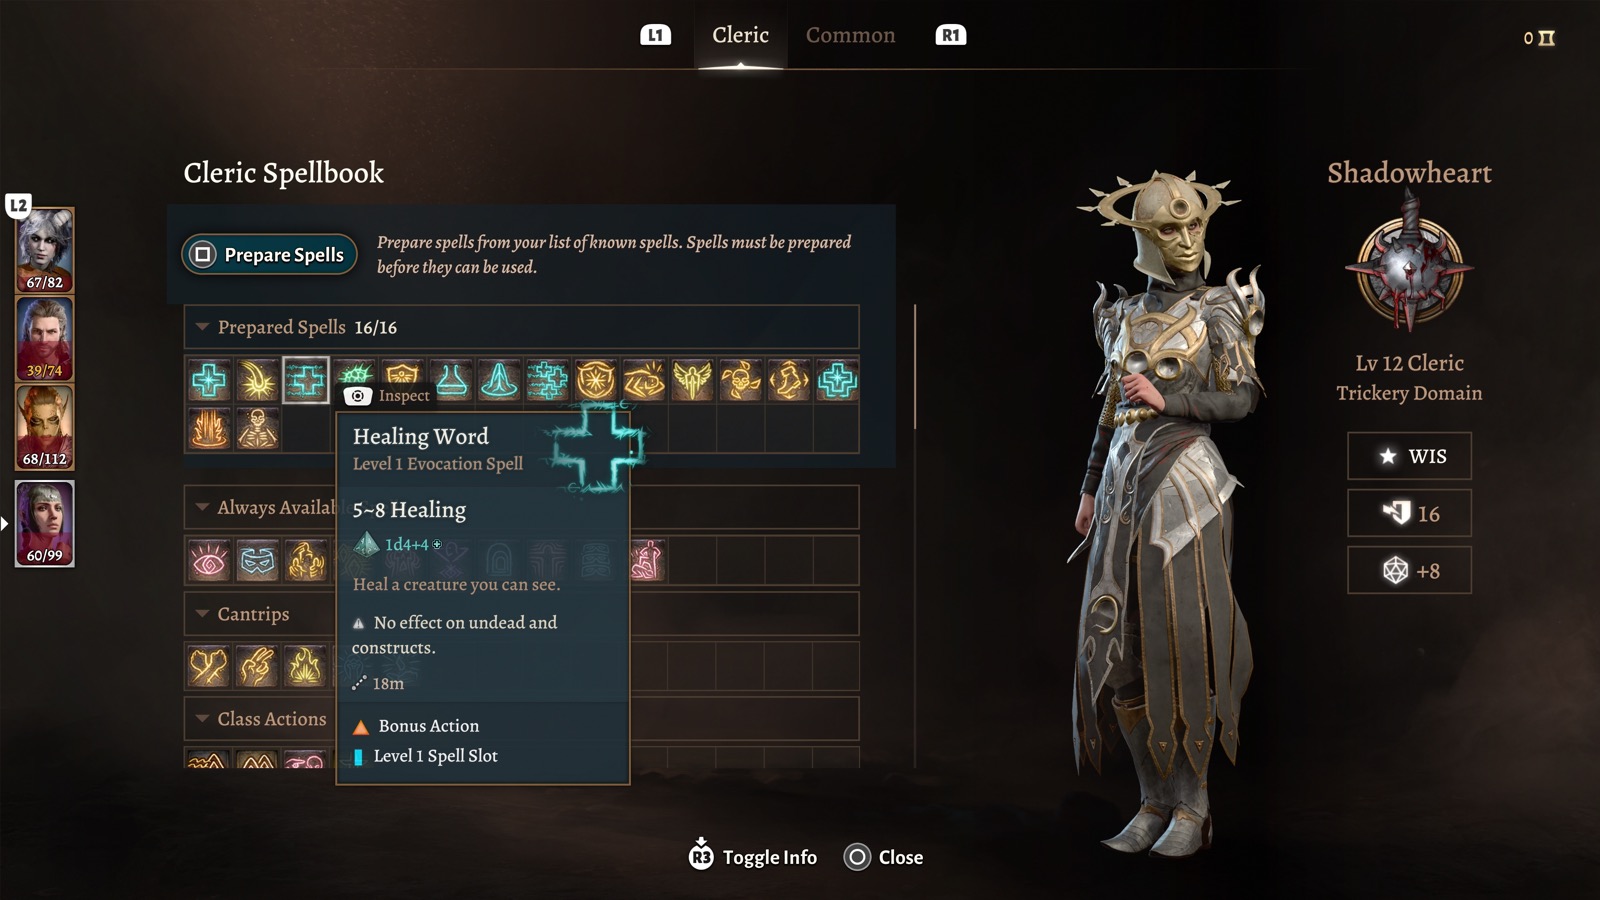 L1
Cleric
Common
R1
0
Cleric Spellbook
Shadowheart
L2
Prepare Spells
Prepare spells from your list of known spells. Spells must be prepared
before they can be used.
67/82
39/74
68/112
60/99
Prepared Spells 16/16
Inspect
Healing Word
Level 1 Evocation Spell
Always Availab
5~8 Healing
1d4+4
Heal a creature you can see.
Cantrips
No effect on undead and
constructs.
18m
Class Actions
Bonus Action
Level 1 Spell Slot
Lv 12 Cleric
Trickery Domain
WIS
16
+8
R3 Toggle Info
Close